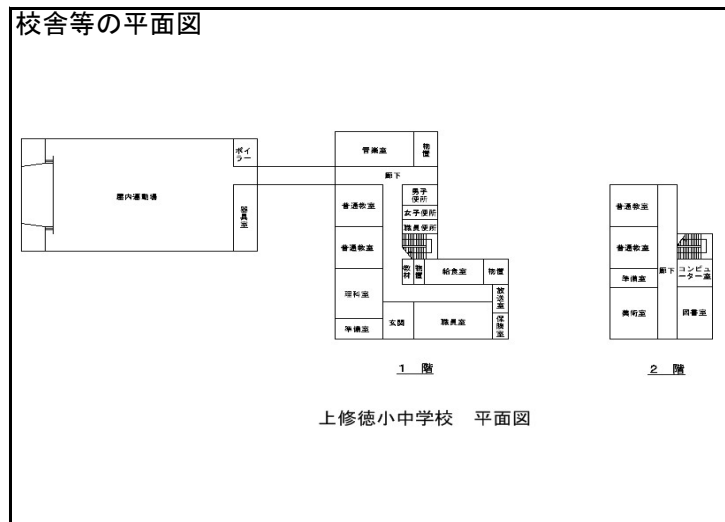 校舎等の平面図
音楽室
物置
ボイラー
廊下
屋内運動場
器具室
普通教室
男子便所
女子便所
職員便所
普通教室
教材
物置
給食室
物置
理科室
放送室
準備室
玄関
職員室
保健室
1 階
普通教室
普通教室
準備室
廊下
コンピューター室
美術室
図書室
2 階
上修徳小中学校 平面図